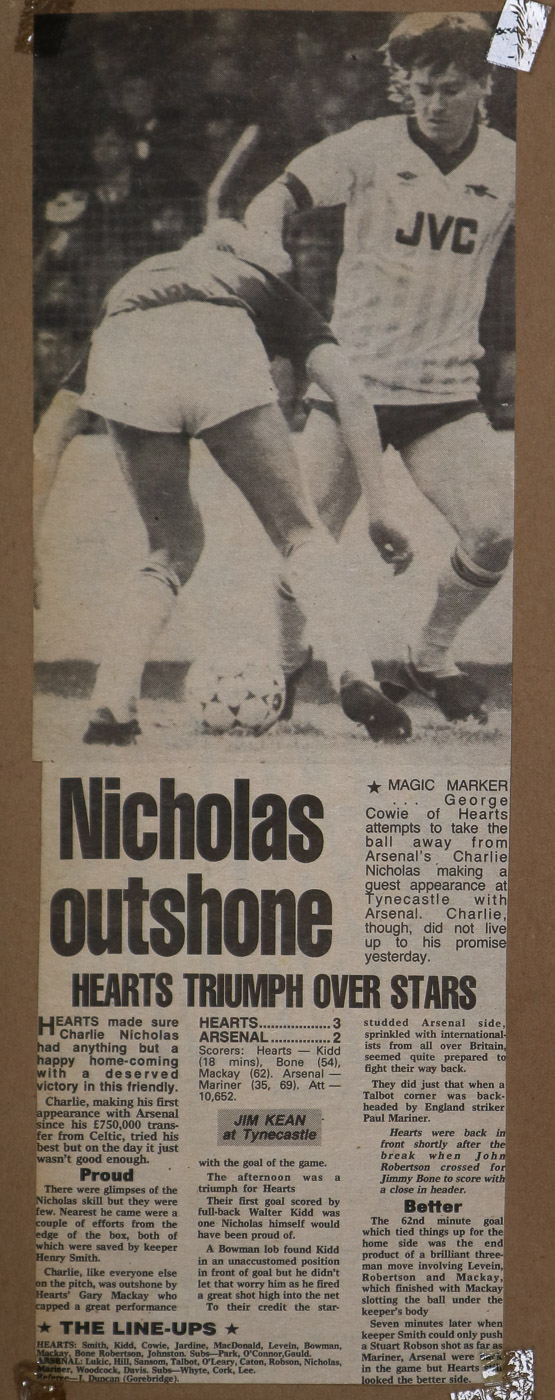 JVC
Nicholas
outshone
★ MAGIC MARKER
. . . George
Cowie of Hearts
attempts to take the
ball away from
Arsenal's Charlie
Nicholas making a
guest appearance at
Tynecastle with
Arsenal. Charlie,
though, did not live
up to his promise
yesterday.
HEARTS TRIUMPH OVER STARS
HEARTS made sure
Charlie Nicholas
had anything but a
happy home-coming
with a deserved
victory in this friendly.
Charlie, making his first
appearance with Arsenal
since his £750,000 trans-
fer from Celtic, tried his
best but on the day it just
wasn't good enough.
Proud
There were glimpses of the
Nicholas skill but they were
few. Nearest he came were a
couple of efforts from the
edge of the box, both of
which were saved by keeper
Henry Smith.
Charlie, like everyone else
on the pitch, was outshone by
Hearts' Gary Mackay who
capped a great performance
HEARTS....................3
ARSENAL.................2
Scorers: Hearts — Kidd
(18 mins), Bone (54),
Mackay (62). Arsenal —
Mariner (35, 69). Att —
10,652.
JIM KEAN
at Tynecastle
with the goal of the game.
The afternoon was a
triumph for Hearts
Their first goal scored by
full-back Walter Kidd was
one Nicholas himself would
have been proud of.
A Bowman lob found Kidd
in an unaccustomed position
in front of goal but he didn't
let that worry him as he fired
a great shot high into the net
To their credit the star-
studded Arsenal side,
sprinkled with international-
ists from all over Britain,
seemed quite prepared to
fight their way back.
They did just that when a
Talbot corner was back-
headed by England striker
Paul Mariner.
Hearts were back in
front shortly after the
break when John
Robertson crossed for
Jimmy Bone to score with
a close in header.
Better
The 62nd minute goal
which tied things up for the
home side was the end
product of a brilliant three-
man move involving Levein,
Robertson and Mackay,
which finished with Mackay
slotting the ball under the
keeper's body
Seven minutes later when
keeper Smith could only push
a Stuart Robson shot as far as
Mariner, Arsenal were back
in the game but Hearts
looked the better side.
★ THE LINE-UPS ★
HEARTS: Smith, Kidd, Cowie, Jardine, MacDonald, Levein, Bowman,
Mackay, Bone Robertson, Johnston. Subs—Park, O'Connor,Gauld.
ARSENAL: Lukic, Hill, Sansom, Talbot, O'Leary, Caton, Robson, Nicholas,
Mariner, Woodcock, Davis. Subs—Whyte, Cork, Lee.
Referee—J. Duncan (Gorebridge).